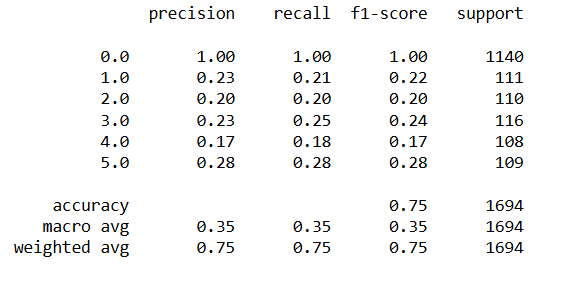 precision recall f1-score support
0.0 1.00 1.00 1.00 1140
1.0 0.23 0.21 0.22 111
2.0 0.20 0.20 0.20 110
3.0 0.23 0.25 0.24 116
4.0 0.17 0.18 0.17 108
5.0 0.28 0.28 0.28 109
accuracy 0.75 1694
macro avg 0.35 0.35 0.35 1694
weighted avg 0.75 0.75 0.75 1694